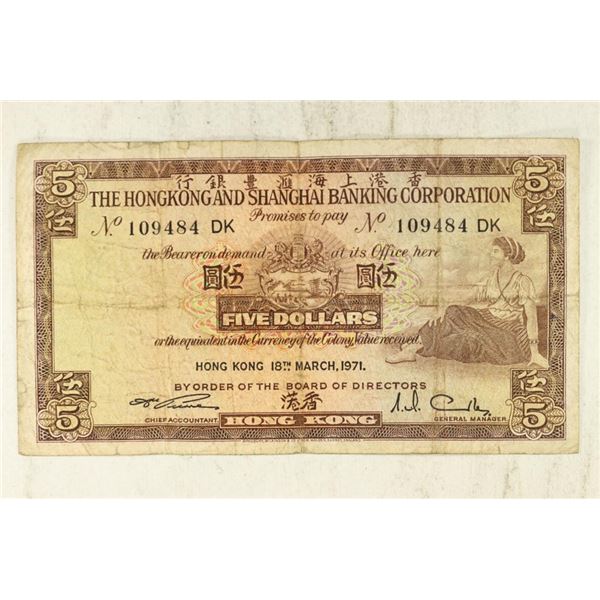 5 香港上海滙豐銀行 5
伍 THE HONGKONG AND SHANGHAI BANKING CORPORATION 伍
Promises to pay
No 109484 DK No 109484 DK
the Bearer on demand at its Office here
圓伍 圓伍
FIVE DOLLARS
or the equivalent in the Currency of the Colony, Value received.
HONG KONG 18TH MARCH, 1971.
伍 BY ORDER OF THE BOARD OF DIRECTORS 伍
港香
5 CHIEF ACCOUNTANT. HONG KONG GENERAL MANAGER. 5